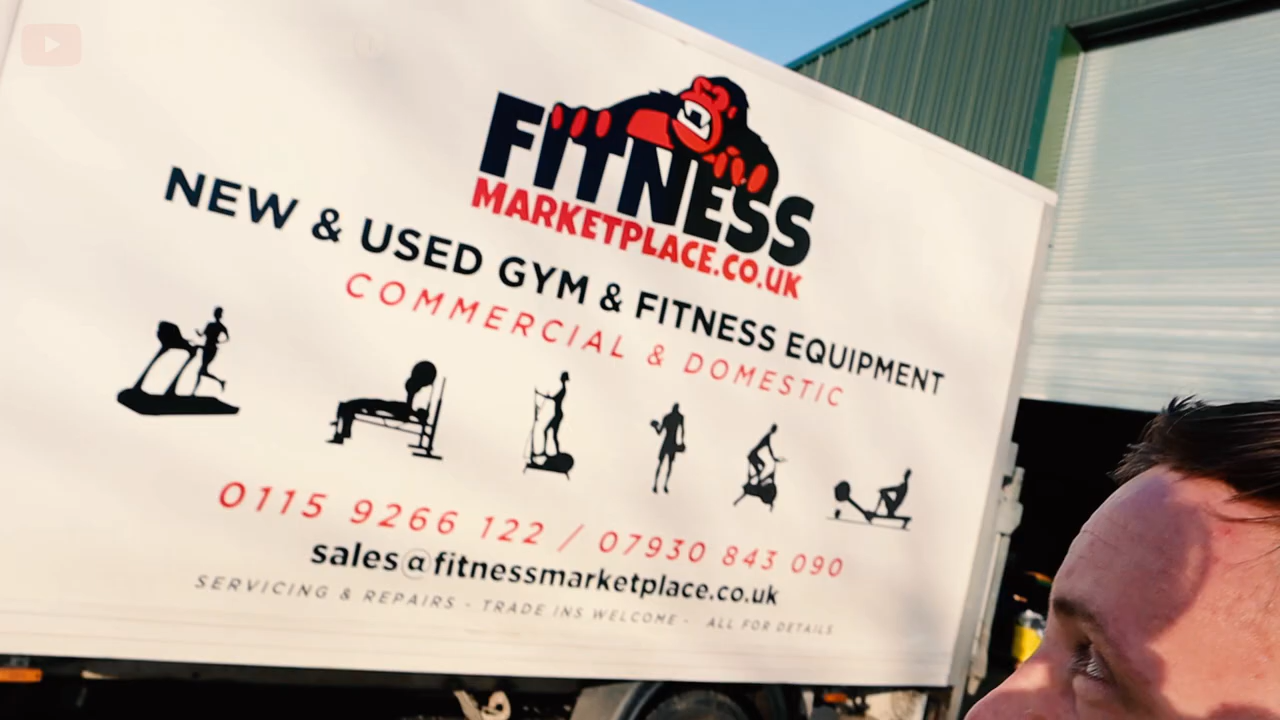 FITNESS
MARKETPLACE.CO.UK
NEW & USED GYM & FITNESS EQUIPMENT
COMMERCIAL & DOMESTIC
0115 9266 122 / 07930 843 090
sales@fitnessmarketplace.co.uk
SERVICING & REPAIRS - TRADE INS WELCOME - ALL FOR DETAILS